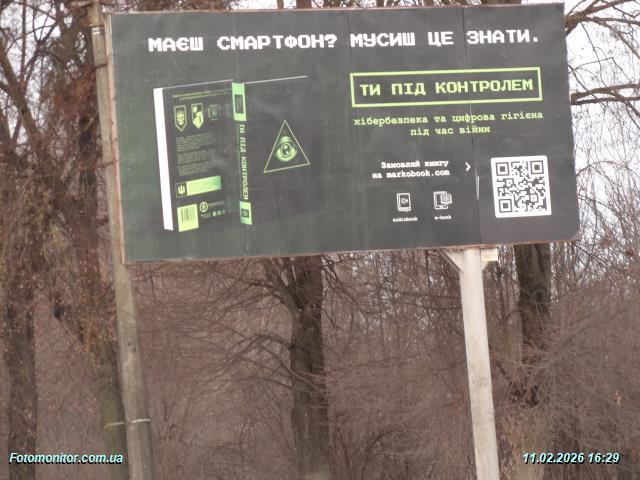 МАЄШ СМАРТФОН? МУСИШ ЦЕ ЗНАТИ.
ТИ ПІД КОНТРОЛЕМ
кібербезпека та цифрова гігієна
під час війни
Замовляй книгу
на markobook.com
audiobook
e-book
ТИ ПІД КОНТРОЛЕМ
Fotomonitor.com.ua
11.02.2026 16:29